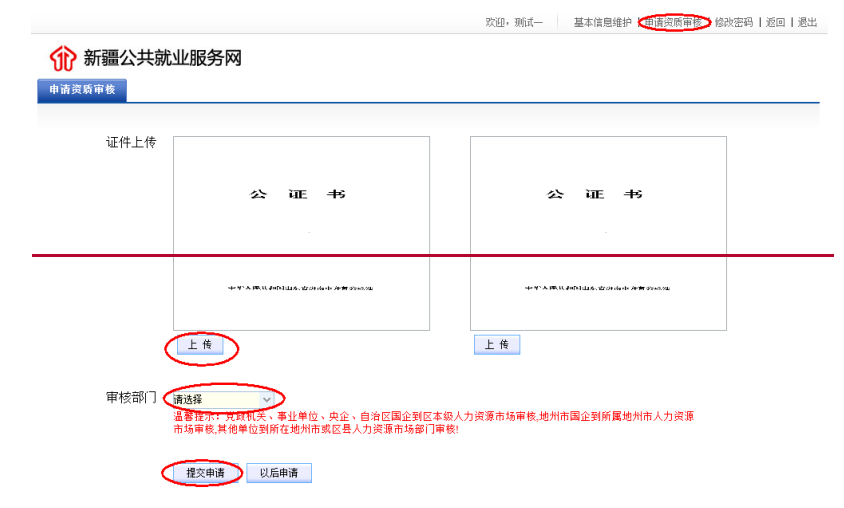 欢迎，测试一 基本信息维护 | 申请资质审核 | 修改密码 | 返回 | 退出
新疆公共就业服务网
申请资质审核
证件上传
公 证 书 公 证 书
上 传 上 传
审核部门 请选择
温馨提示：党政机关、事业单位、央企、自治区国企到区本级人力资源市场审核,地州市国企到所属地州市人力资源
市场审核,其他单位到所在地州市或区县人力资源市场部门审核!
提交申请 以后申请